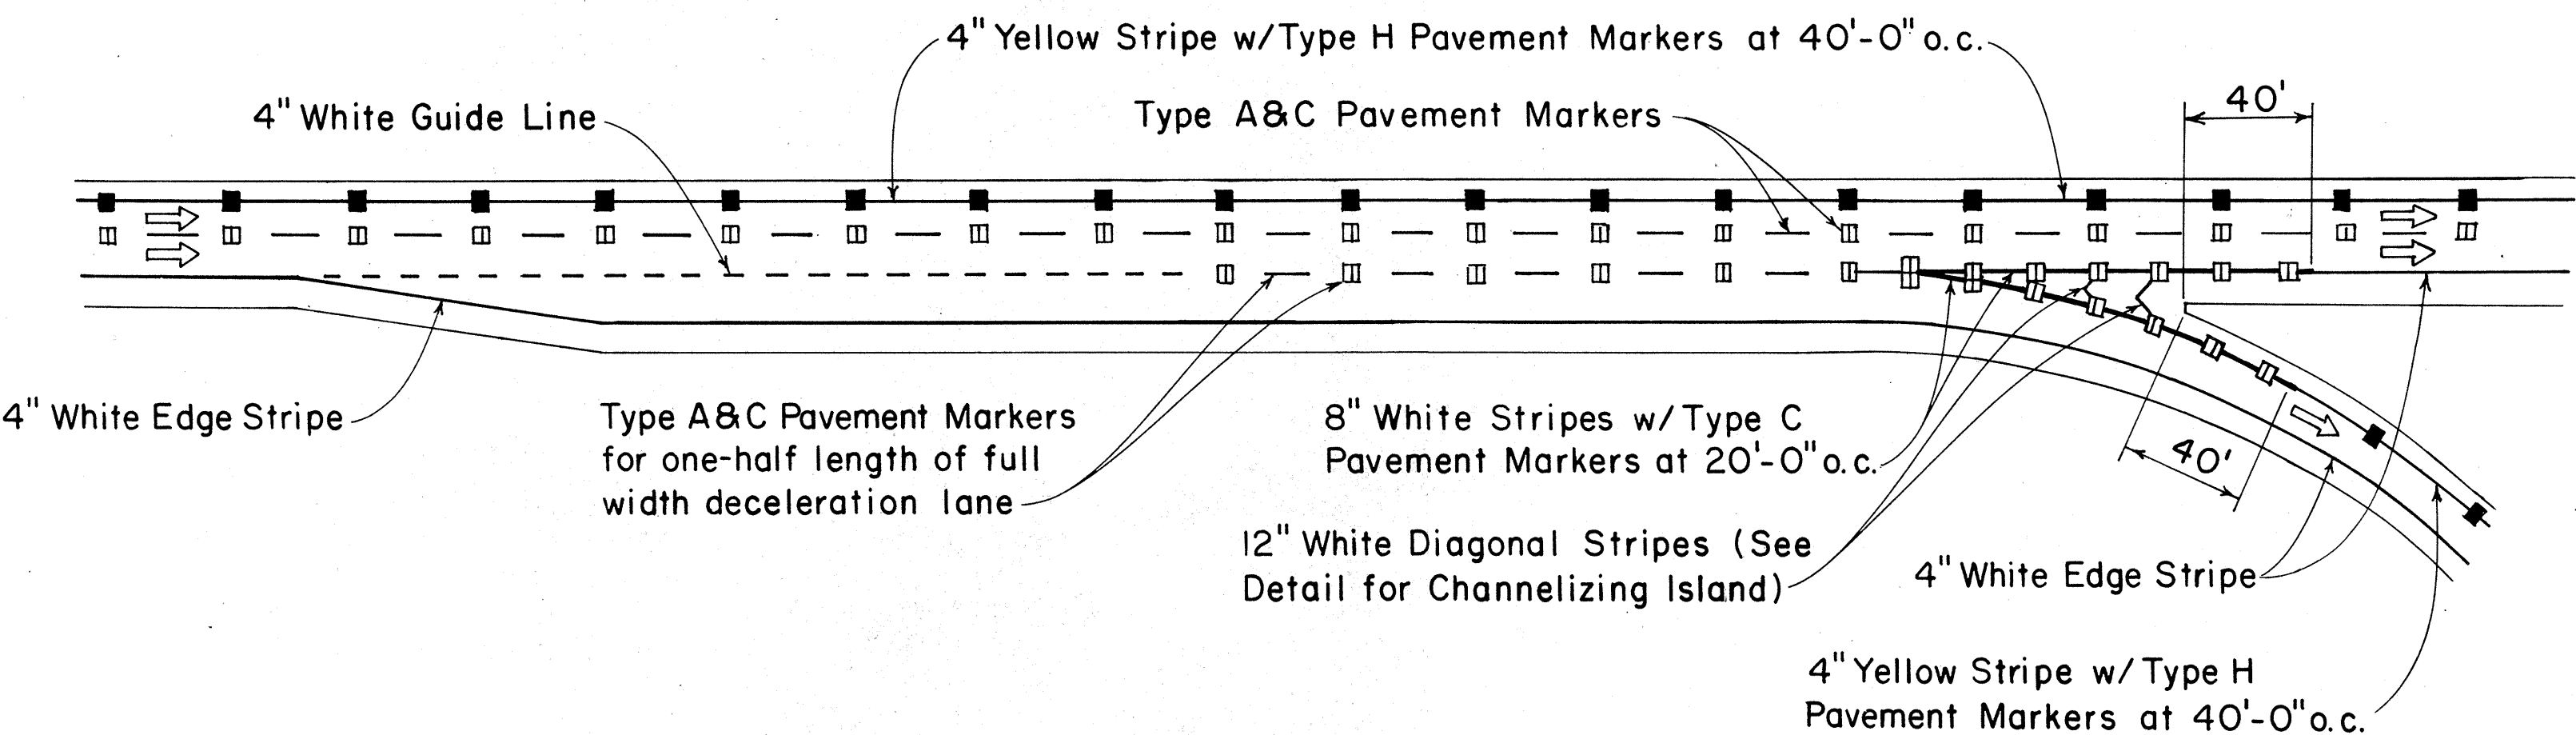 4" Yellow Stripe w/Type H Pavement Markers at 40'-0" o.c.
4" White Guide Line
Type A&C Pavement Markers
40'
4" White Edge Stripe
Type A&C Pavement Markers
for one-half length of full
width deceleration lane
8" White Stripes w/Type C
Pavement Markers at 20'-0" o.c.
40'
12" White Diagonal Stripes (See
Detail for Channelizing Island)
4" White Edge Stripe
4" Yellow Stripe w/Type H
Pavement Markers at 40'-0" o.c.